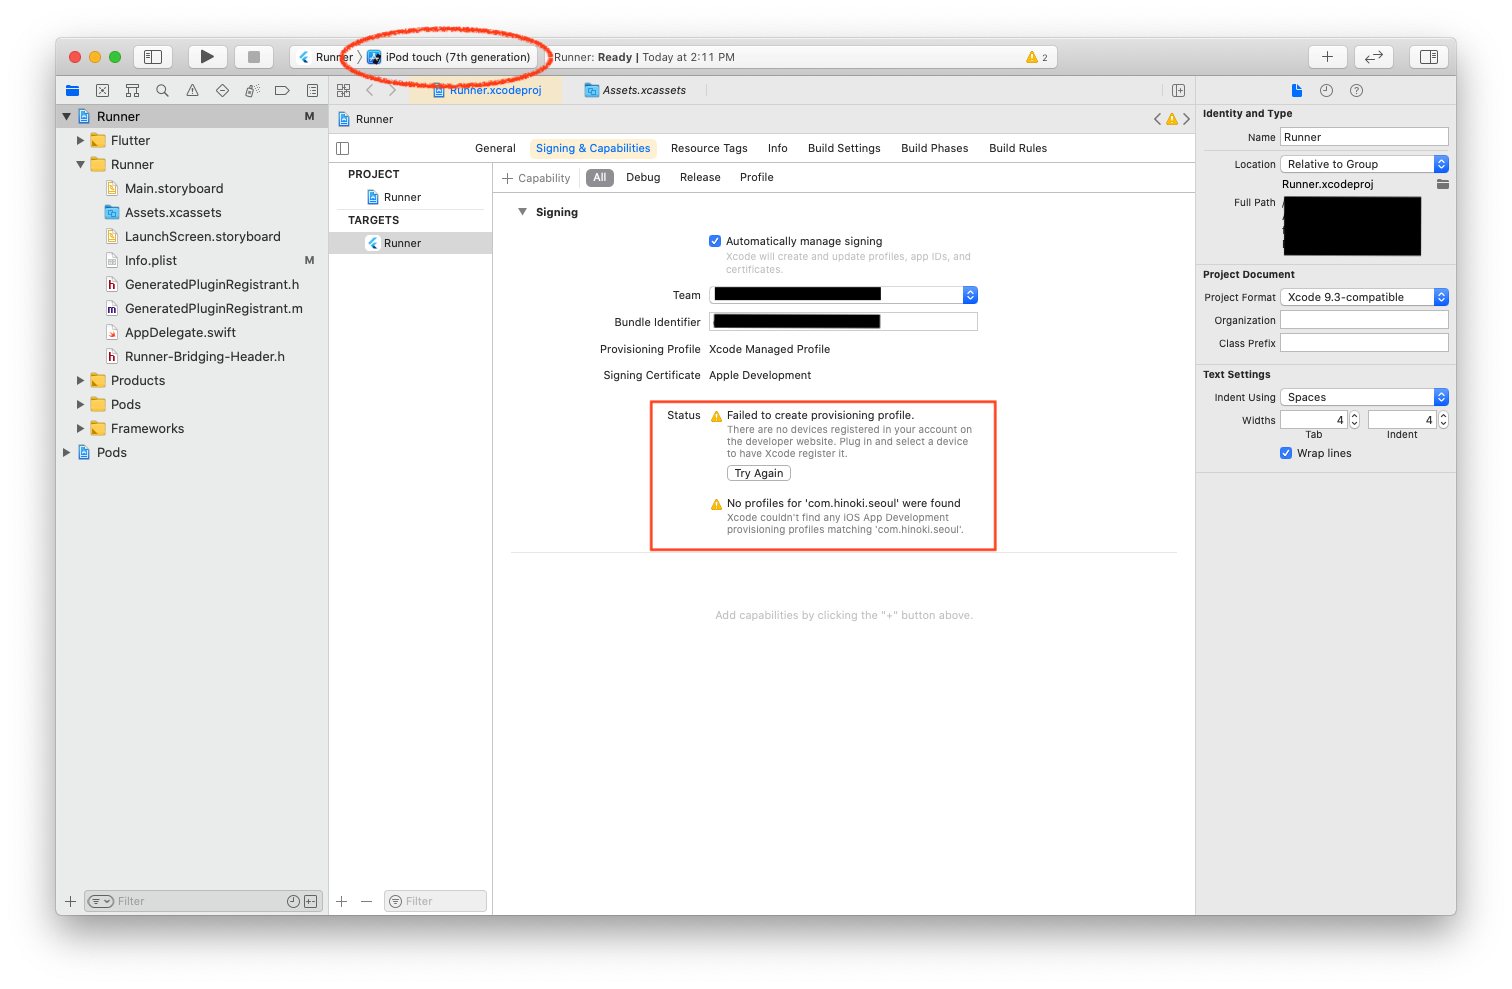 Runner
iPod touch (7th generation)
Runner: Ready | Today at 2:11 PM
2
Runner.xcodeproj
Assets.xcassets
Runner
M
Flutter
Runner
Main.storyboard
Assets.xcassets
LaunchScreen.storyboard
Info.plist
M
GeneratedPluginRegistrant.h
GeneratedPluginRegistrant.m
AppDelegate.swift
Runner-Bridging-Header.h
Products
Pods
Frameworks
Pods
Filter
Runner
General
Signing & Capabilities
Resource Tags
Info
Build Settings
Build Phases
Build Rules
PROJECT
Runner
TARGETS
Runner
Filter
Capability
All
Debug
Release
Profile
Signing
Automatically manage signing
Xcode will create and update profiles, app IDs, and
certificates.
Team
Bundle Identifier
Provisioning Profile Xcode Managed Profile
Signing Certificate Apple Development
Status
Failed to create provisioning profile.
There are no devices registered in your account on
the developer website. Plug in and select a device
to have Xcode register it.
Try Again
No profiles for 'com.hinoki.seoul' were found
Xcode couldn't find any iOS App Development
provisioning profiles matching 'com.hinoki.seoul'.
Add capabilities by clicking the "+" button above.
Identity and Type
Name Runner
Location Relative to Group
Runner.xcodeproj
Full Path
Project Document
Project Format Xcode 9.3-compatible
Organization
Class Prefix
Text Settings
Indent Using Spaces
Widths 4 4
Tab Indent
Wrap lines